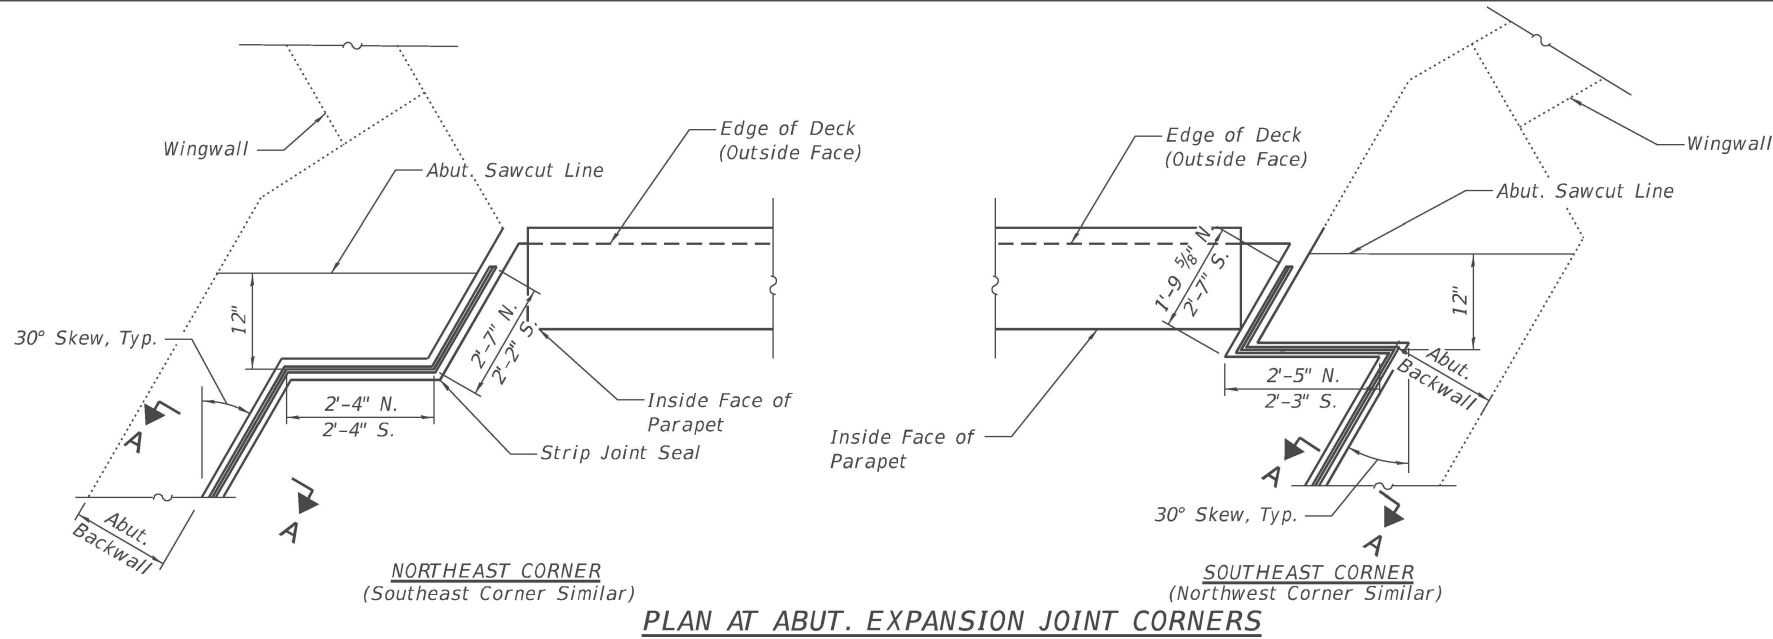 Wingwall
Edge of Deck
(Outside Face)
Abut. Sawcut Line
12"
30° Skew, Typ.
2'-7" N.
2'-2" S.
2'-4" N.
2'-4" S.
Inside Face of
Parapet
Strip Joint Seal
A
A
Abut.
Backwall
NORTHEAST CORNER
(Southeast Corner Similar)
Edge of Deck
(Outside Face)
Wingwall
Abut. Sawcut Line
1'-9 5/8" N.
2'-7" S.
12"
2'-5" N.
2'-3" S.
Abut.
Backwall
Inside Face of
Parapet
A
30° Skew, Typ.
A
SOUTHEAST CORNER
(Northwest Corner Similar)
PLAN AT ABUT. EXPANSION JOINT CORNERS